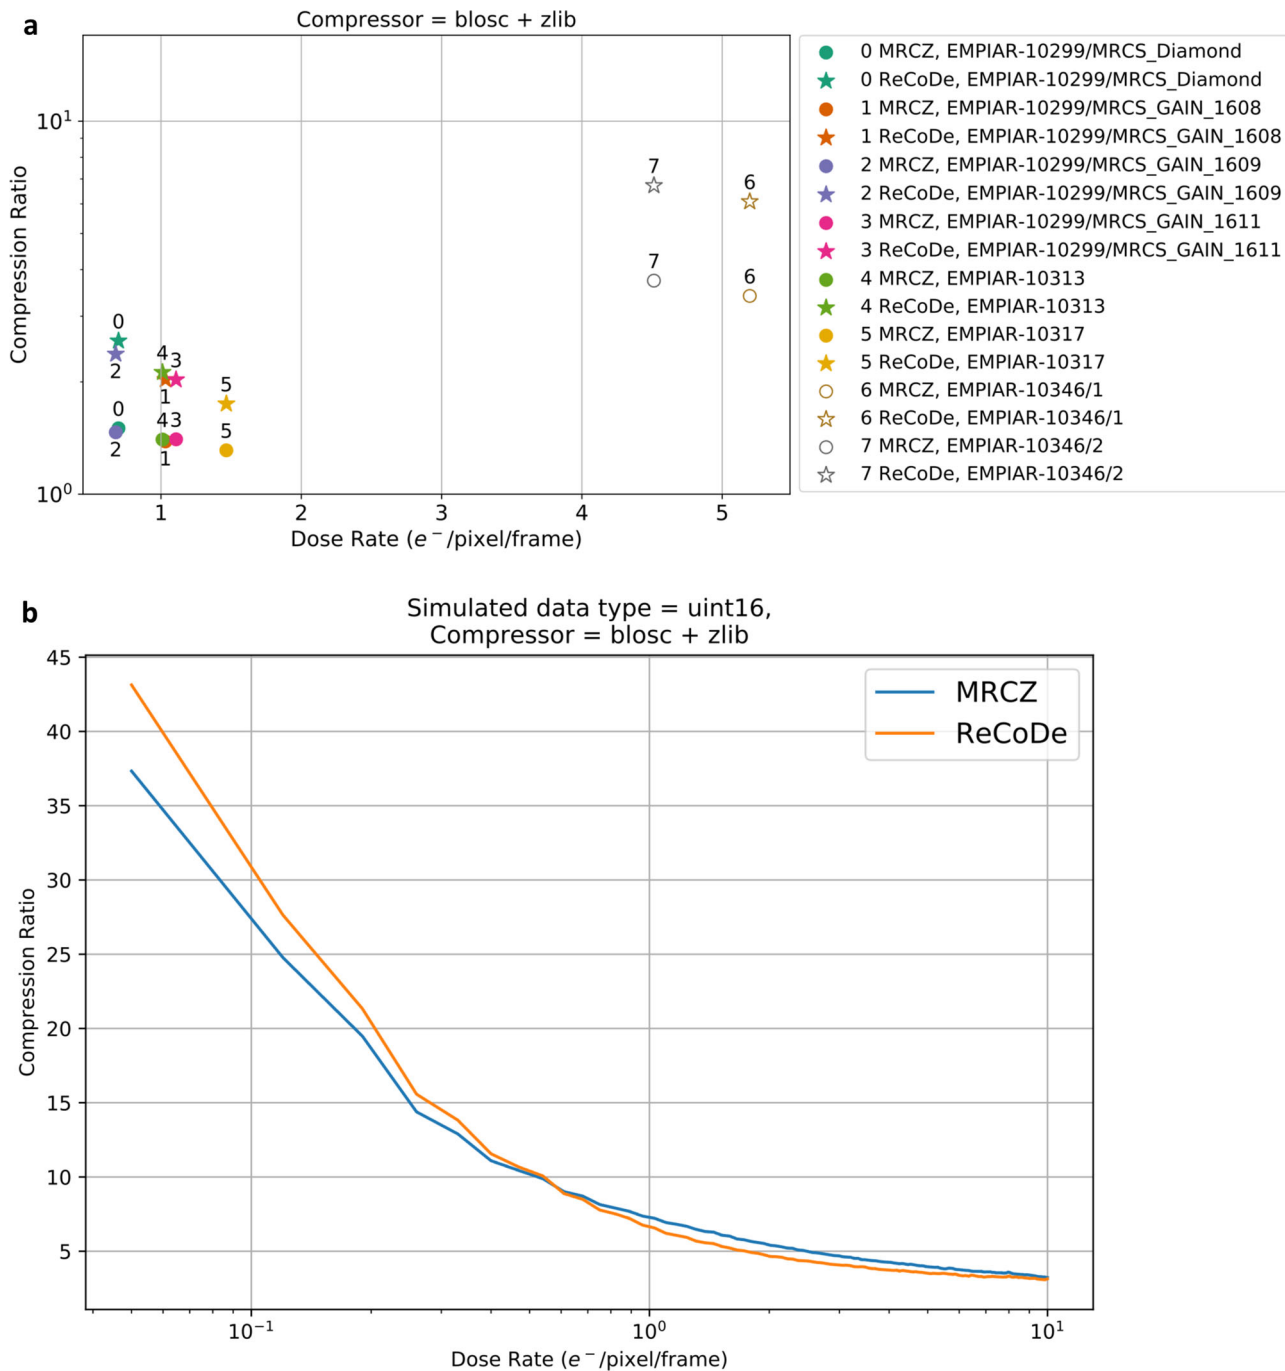 a
Compressor = blosc + zlib
Compression Ratio
10¹
10⁰
0
2
4
3
1
5
0
2
4
3
1
5
7
6
7
6
1
2
3
4
5
Dose Rate (e⁻/pixel/frame)
0 MRCZ, EMPIAR-10299/MRCS_Diamond
0 ReCoDe, EMPIAR-10299/MRCS_Diamond
1 MRCZ, EMPIAR-10299/MRCS_GAIN_1608
1 ReCoDe, EMPIAR-10299/MRCS_GAIN_1608
2 MRCZ, EMPIAR-10299/MRCS_GAIN_1609
2 ReCoDe, EMPIAR-10299/MRCS_GAIN_1609
3 MRCZ, EMPIAR-10299/MRCS_GAIN_1611
3 ReCoDe, EMPIAR-10299/MRCS_GAIN_1611
4 MRCZ, EMPIAR-10313
4 ReCoDe, EMPIAR-10313
5 MRCZ, EMPIAR-10317
5 ReCoDe, EMPIAR-10317
6 MRCZ, EMPIAR-10346/1
6 ReCoDe, EMPIAR-10346/1
7 MRCZ, EMPIAR-10346/2
7 ReCoDe, EMPIAR-10346/2
b
Simulated data type = uint16,
Compressor = blosc + zlib
Compression Ratio
45
40
35
30
25
20
15
10
5
MRCZ
ReCoDe
10⁻¹
10⁰
10¹
Dose Rate (e⁻/pixel/frame)